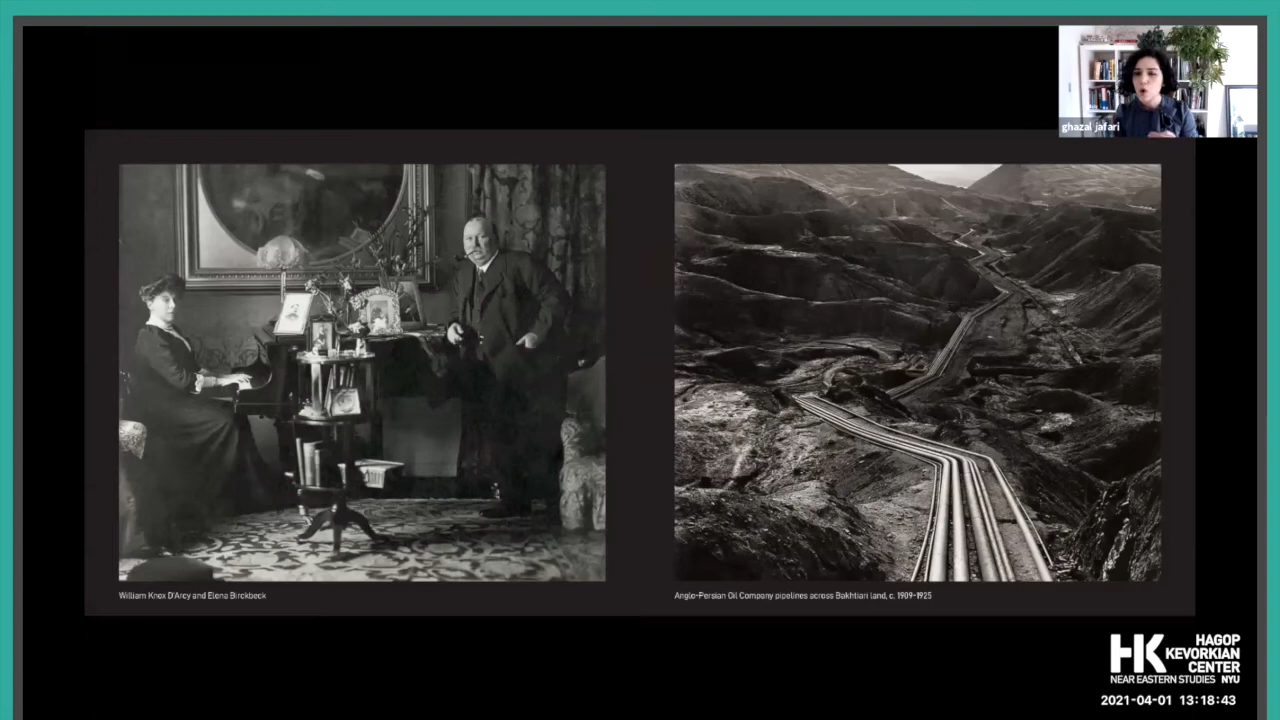 ghazal jafari
William Knox D'Arcy and Elena Birckbeck
Anglo-Persian Oil Company pipelines across Bakhtiari land, c. 1909-1925
HK
HAGOP
KEVORKIAN
CENTER
NEAR EASTERN STUDIES NYU
2021-04-01 13:18:43